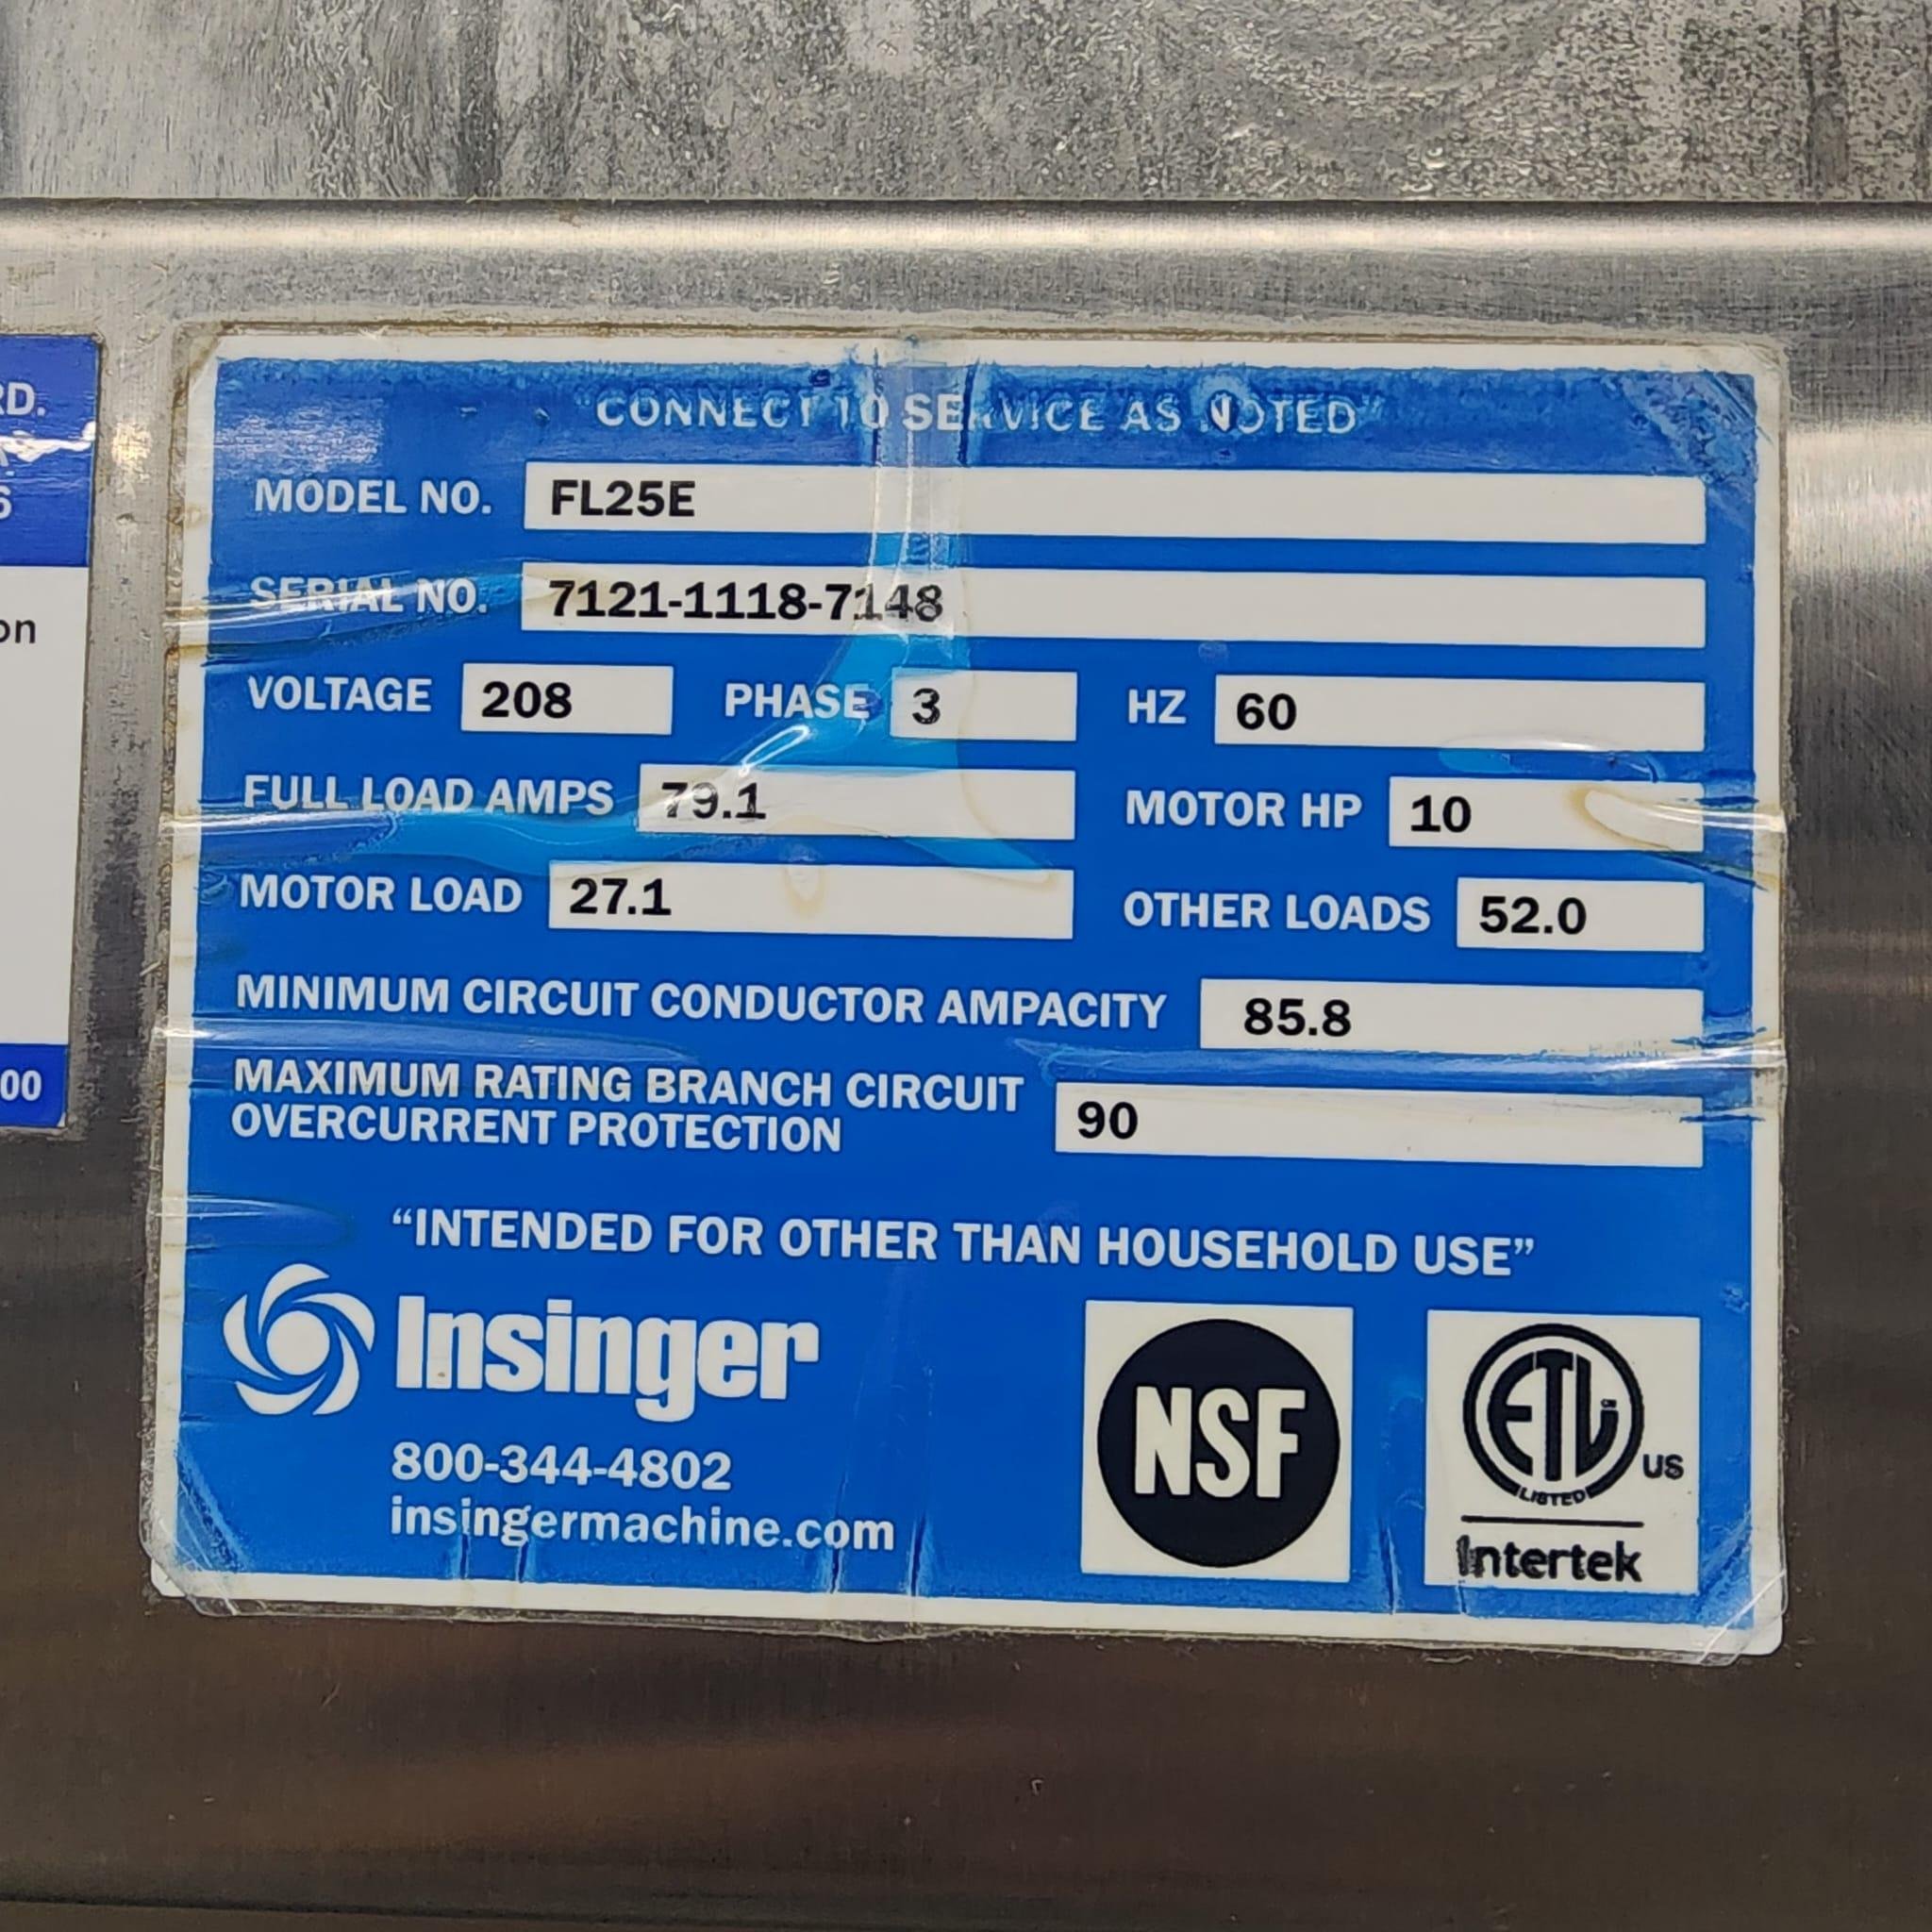 "CONNECT TO SERVICE AS NOTED"
MODEL NO. FL25E
SERIAL NO. 7121-1118-7148
VOLTAGE 208 PHASE 3 HZ 60
FULL LOAD AMPS 79.1 MOTOR HP 10
MOTOR LOAD 27.1 OTHER LOADS 52.0
MINIMUM CIRCUIT CONDUCTOR AMPACITY 85.8
MAXIMUM RATING BRANCH CIRCUIT
OVERCURRENT PROTECTION 90
“INTENDED FOR OTHER THAN HOUSEHOLD USE”
Insinger
800-344-4802
insingermachine.com
NSF
ETL
US
LISTED
Intertek
RD.
6
on
00